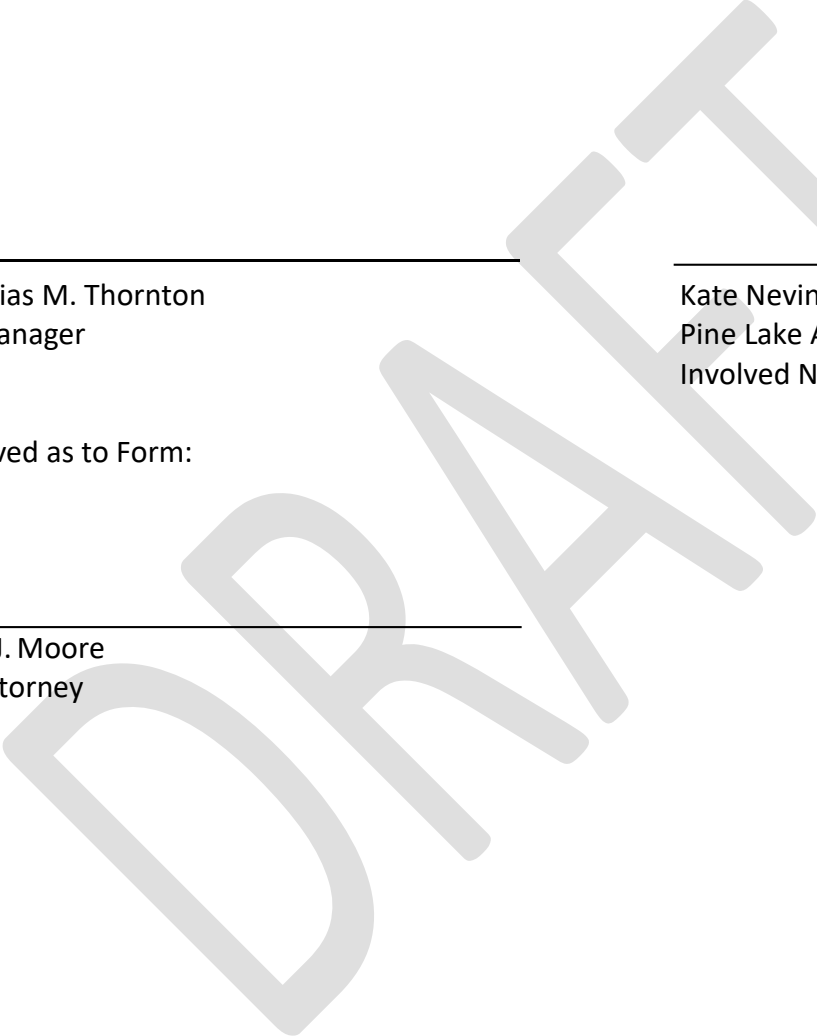 ias M. Thornton
anager
Kate Nevin
Pine Lake A
Involved N
ved as to Form:
J. Moore
torney
DRAFT